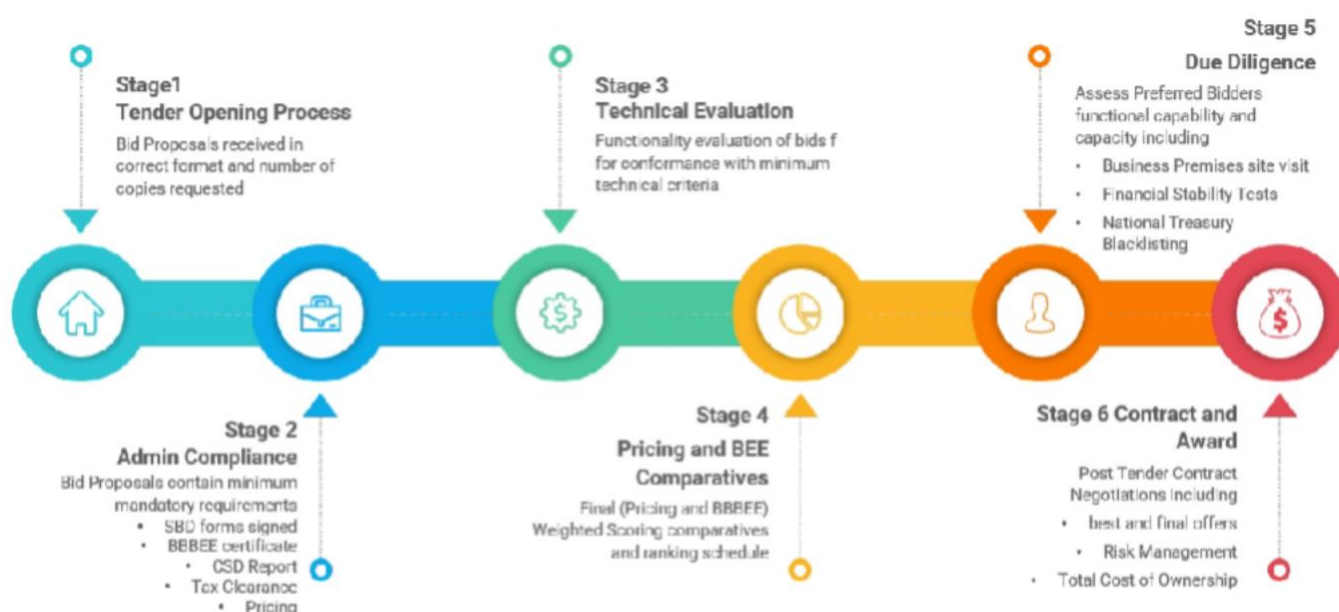 Stage1
Tender Opening Process
Bid Proposals received in
correct format and number of
copies requested
Stage 2
Admin Compliance
Bid Proposals contain minimum
mandatory requirements
• SBD forms signed
• BBBEE certificate
• CSD Report
• Tax Clearance
• Pricing
Stage 3
Technical Evaluation
Functionality evaluation of bids f
for conformance with minimum
technical criteria
Stage 4
Pricing and BEE
Comparatives
Final (Pricing and BBBEE)
Weighted Scoring comparatives
and ranking schedule
Stage 5
Due Diligence
Assess Preferred Bidders
functional capability and
capacity including
• Business Premises site visit
• Financial Stability Tests
• National Treasury
Blacklisting
Stage 6 Contract and
Award
Post Tender Contract
Negotiations Including
• best and final offers
• Risk Management
• Total Cost of Ownership